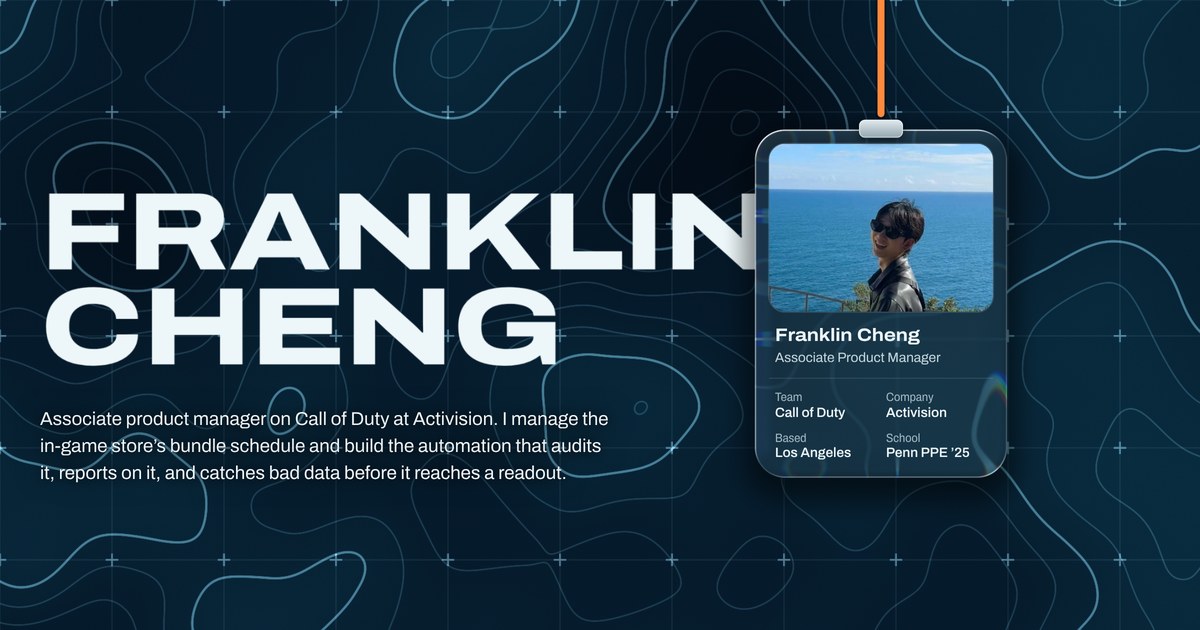 FRANKLIN
CHENG
Associate product manager on Call of Duty at Activision. I manage the
in-game store’s bundle schedule and build the automation that audits
it, reports on it, and catches bad data before it reaches a readout.
Franklin Cheng
Associate Product Manager
Team
Call of Duty
Company
Activision
Based
Los Angeles
School
Penn PPE ’25